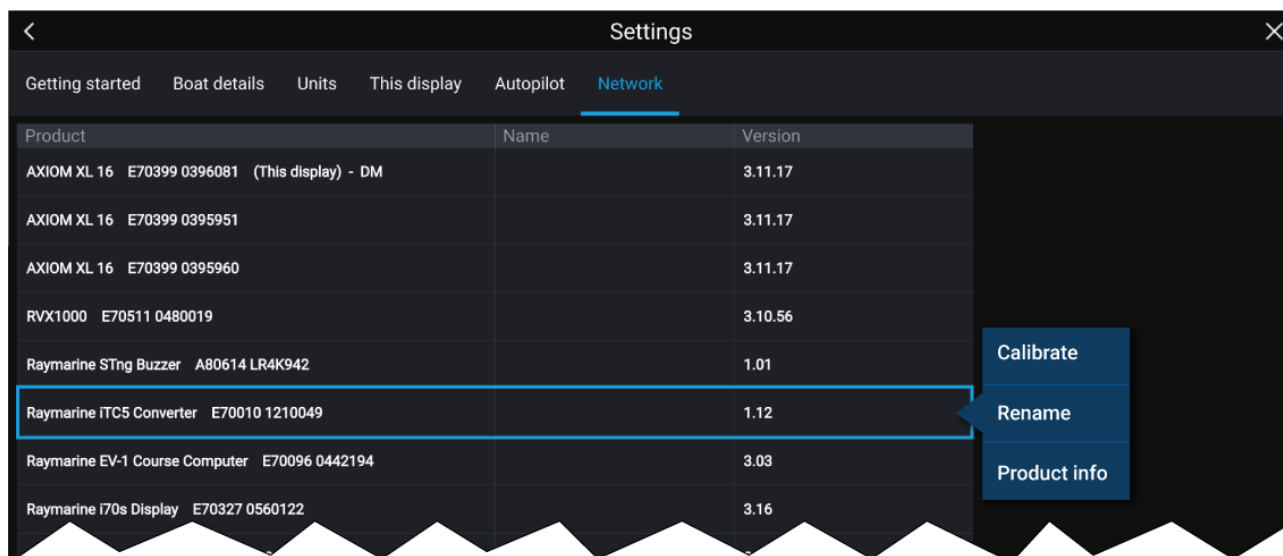 Settings
Getting started Boat details Units This display Autopilot Network
Product Name Version
AXIOM XL 16 E70399 0396081 (This display) - DM 3.11.17
AXIOM XL 16 E70399 0395951 3.11.17
AXIOM XL 16 E70399 0395960 3.11.17
RVX1000 E70511 0480019 3.10.56
Raymarine STng Buzzer A80614 LR4K942 1.01
Calibrate
Raymarine iTC5 Converter E70010 1210049 1.12
Rename
Raymarine EV-1 Course Computer E70096 0442194 3.03
Product info
Raymarine i70s Display E70327 0560122 3.16